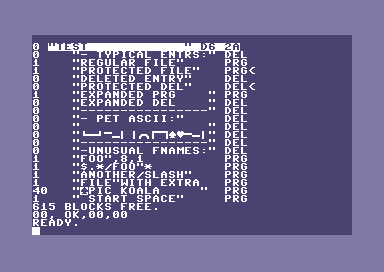 0 "TEST            " D6 2A
0    "- TYPICAL ENTRS:" DEL
1    "REGULAR FILE"     PRG
1    "PROTECTED FILE"   PRG<
0    "DELETED ENTRY"    DEL
0    "PROTECTED DEL"    DEL<
1    "EXPANDED PRG    " PRG
0    "EXPANDED DEL    " DEL
0    "----------------" DEL
0    "- PET ASCII:"     DEL
0    "                " DEL
0    " DEL
0    "----------------" DEL
0    "-UNUSUAL FNAMES:" DEL
1    "FOO",8,1          PRG
1    "$.*/FOO"*         PRG
1    "ANOTHER/SLASH"    PRG
1    "FILE"WITH EXTRA   PRG
40   "EPIC KOALA      "  PRG
1    " START SPACE"     PRG
615 BLOCKS FREE.
00, OK,00,00
READY.